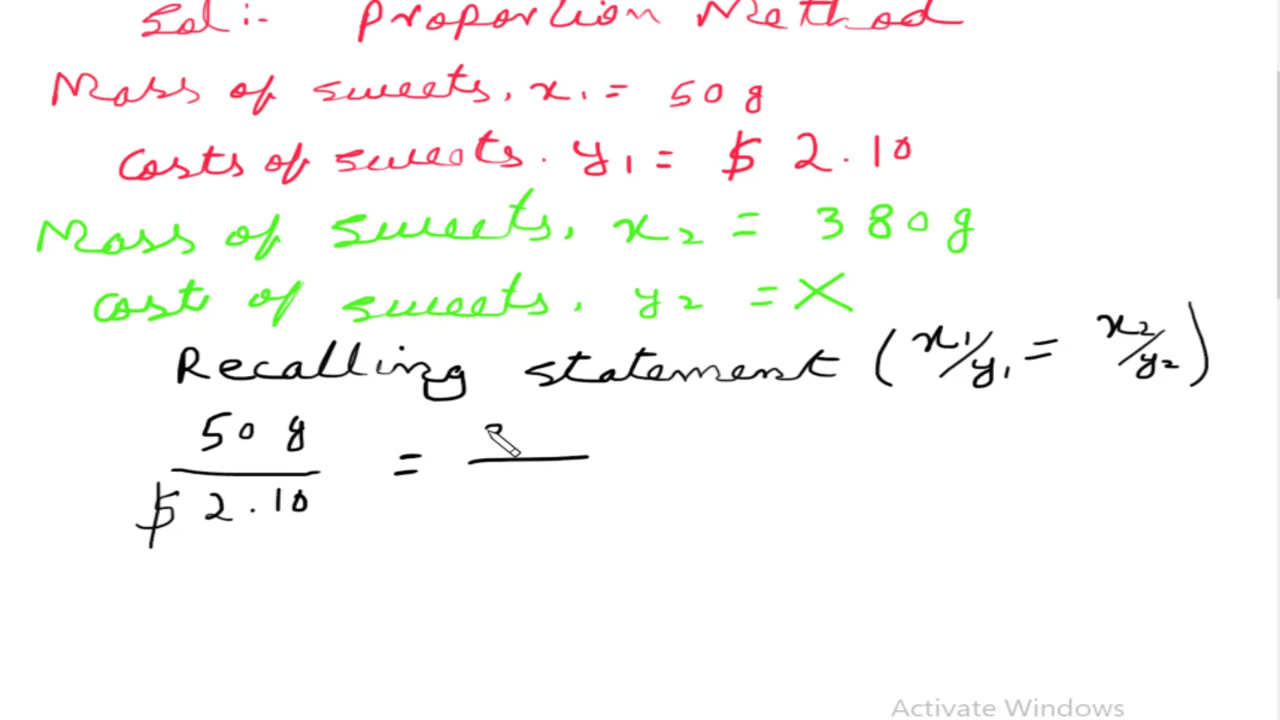 Sol:- Proportion Method
Mass of sweets, x₁ = 50 g
Costs of sweets. y₁ = $ 2.10
Mass of sweets, x₂ = 380 g
Cost of sweets, y₂ = X
Recalling statement (x₁/y₁ = x₂/y₂)
50 g
=
$ 2.10
Activate Windows